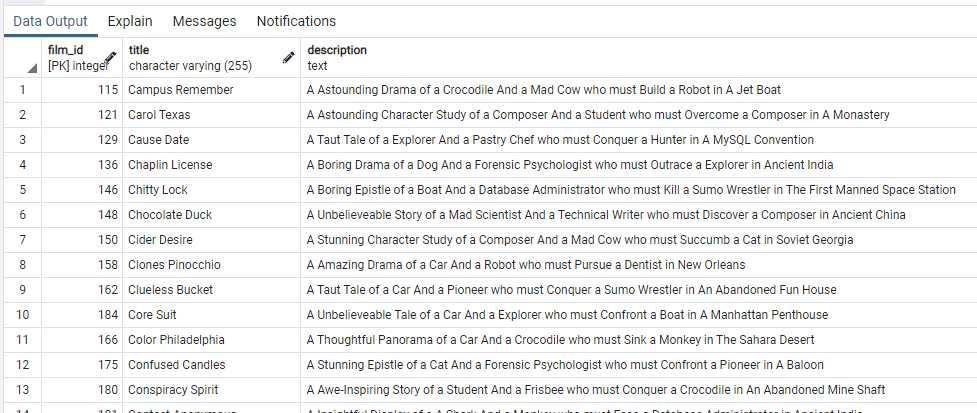 Data Output Explain Messages Notifications
film_id title description
[PK] integer character varying (255) text
1 115 Campus Remember A Astounding Drama of a Crocodile And a Mad Cow who must Build a Robot in A Jet Boat
2 121 Carol Texas A Astounding Character Study of a Composer And a Student who must Overcome a Composer in A Monastery
3 129 Cause Date A Taut Tale of a Explorer And a Pastry Chef who must Conquer a Hunter in A MySQL Convention
4 136 Chaplin License A Boring Drama of a Dog And a Forensic Psychologist who must Outrace a Explorer in Ancient India
5 146 Chitty Lock A Boring Epistle of a Boat And a Database Administrator who must Kill a Sumo Wrestler in The First Manned Space Station
6 148 Chocolate Duck A Unbelieveable Story of a Mad Scientist And a Technical Writer who must Discover a Composer in Ancient China
7 150 Cider Desire A Stunning Character Study of a Composer And a Mad Cow who must Succumb a Cat in Soviet Georgia
8 158 Clones Pinocchio A Amazing Drama of a Car And a Robot who must Pursue a Dentist in New Orleans
9 162 Clueless Bucket A Taut Tale of a Car And a Pioneer who must Conquer a Sumo Wrestler in An Abandoned Fun House
10 184 Core Suit A Unbelieveable Tale of a Car And a Explorer who must Confront a Boat in A Manhattan Penthouse
11 166 Color Philadelphia A Thoughtful Panorama of a Car And a Crocodile who must Sink a Monkey in The Sahara Desert
12 175 Confused Candles A Stunning Epistle of a Cat And a Forensic Psychologist who must Confront a Pioneer in A Baloon
13 180 Conspiracy Spirit A Awe-Inspiring Story of a Student And a Frisbee who must Conquer a Crocodile in An Abandoned Mine Shaft